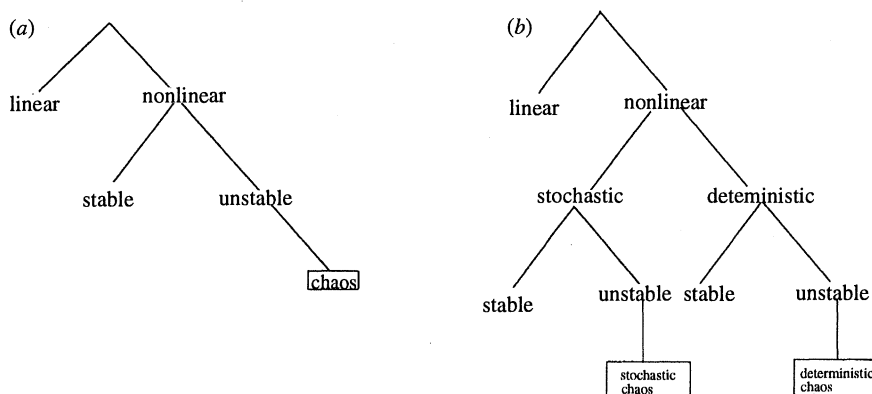 (a)
linear
nonlinear
stable
unstable
chaos
(b)
linear
nonlinear
stochastic
deteministic
stable
unstable
stable
unstable
stochastic
chaos
deterministic
chaos